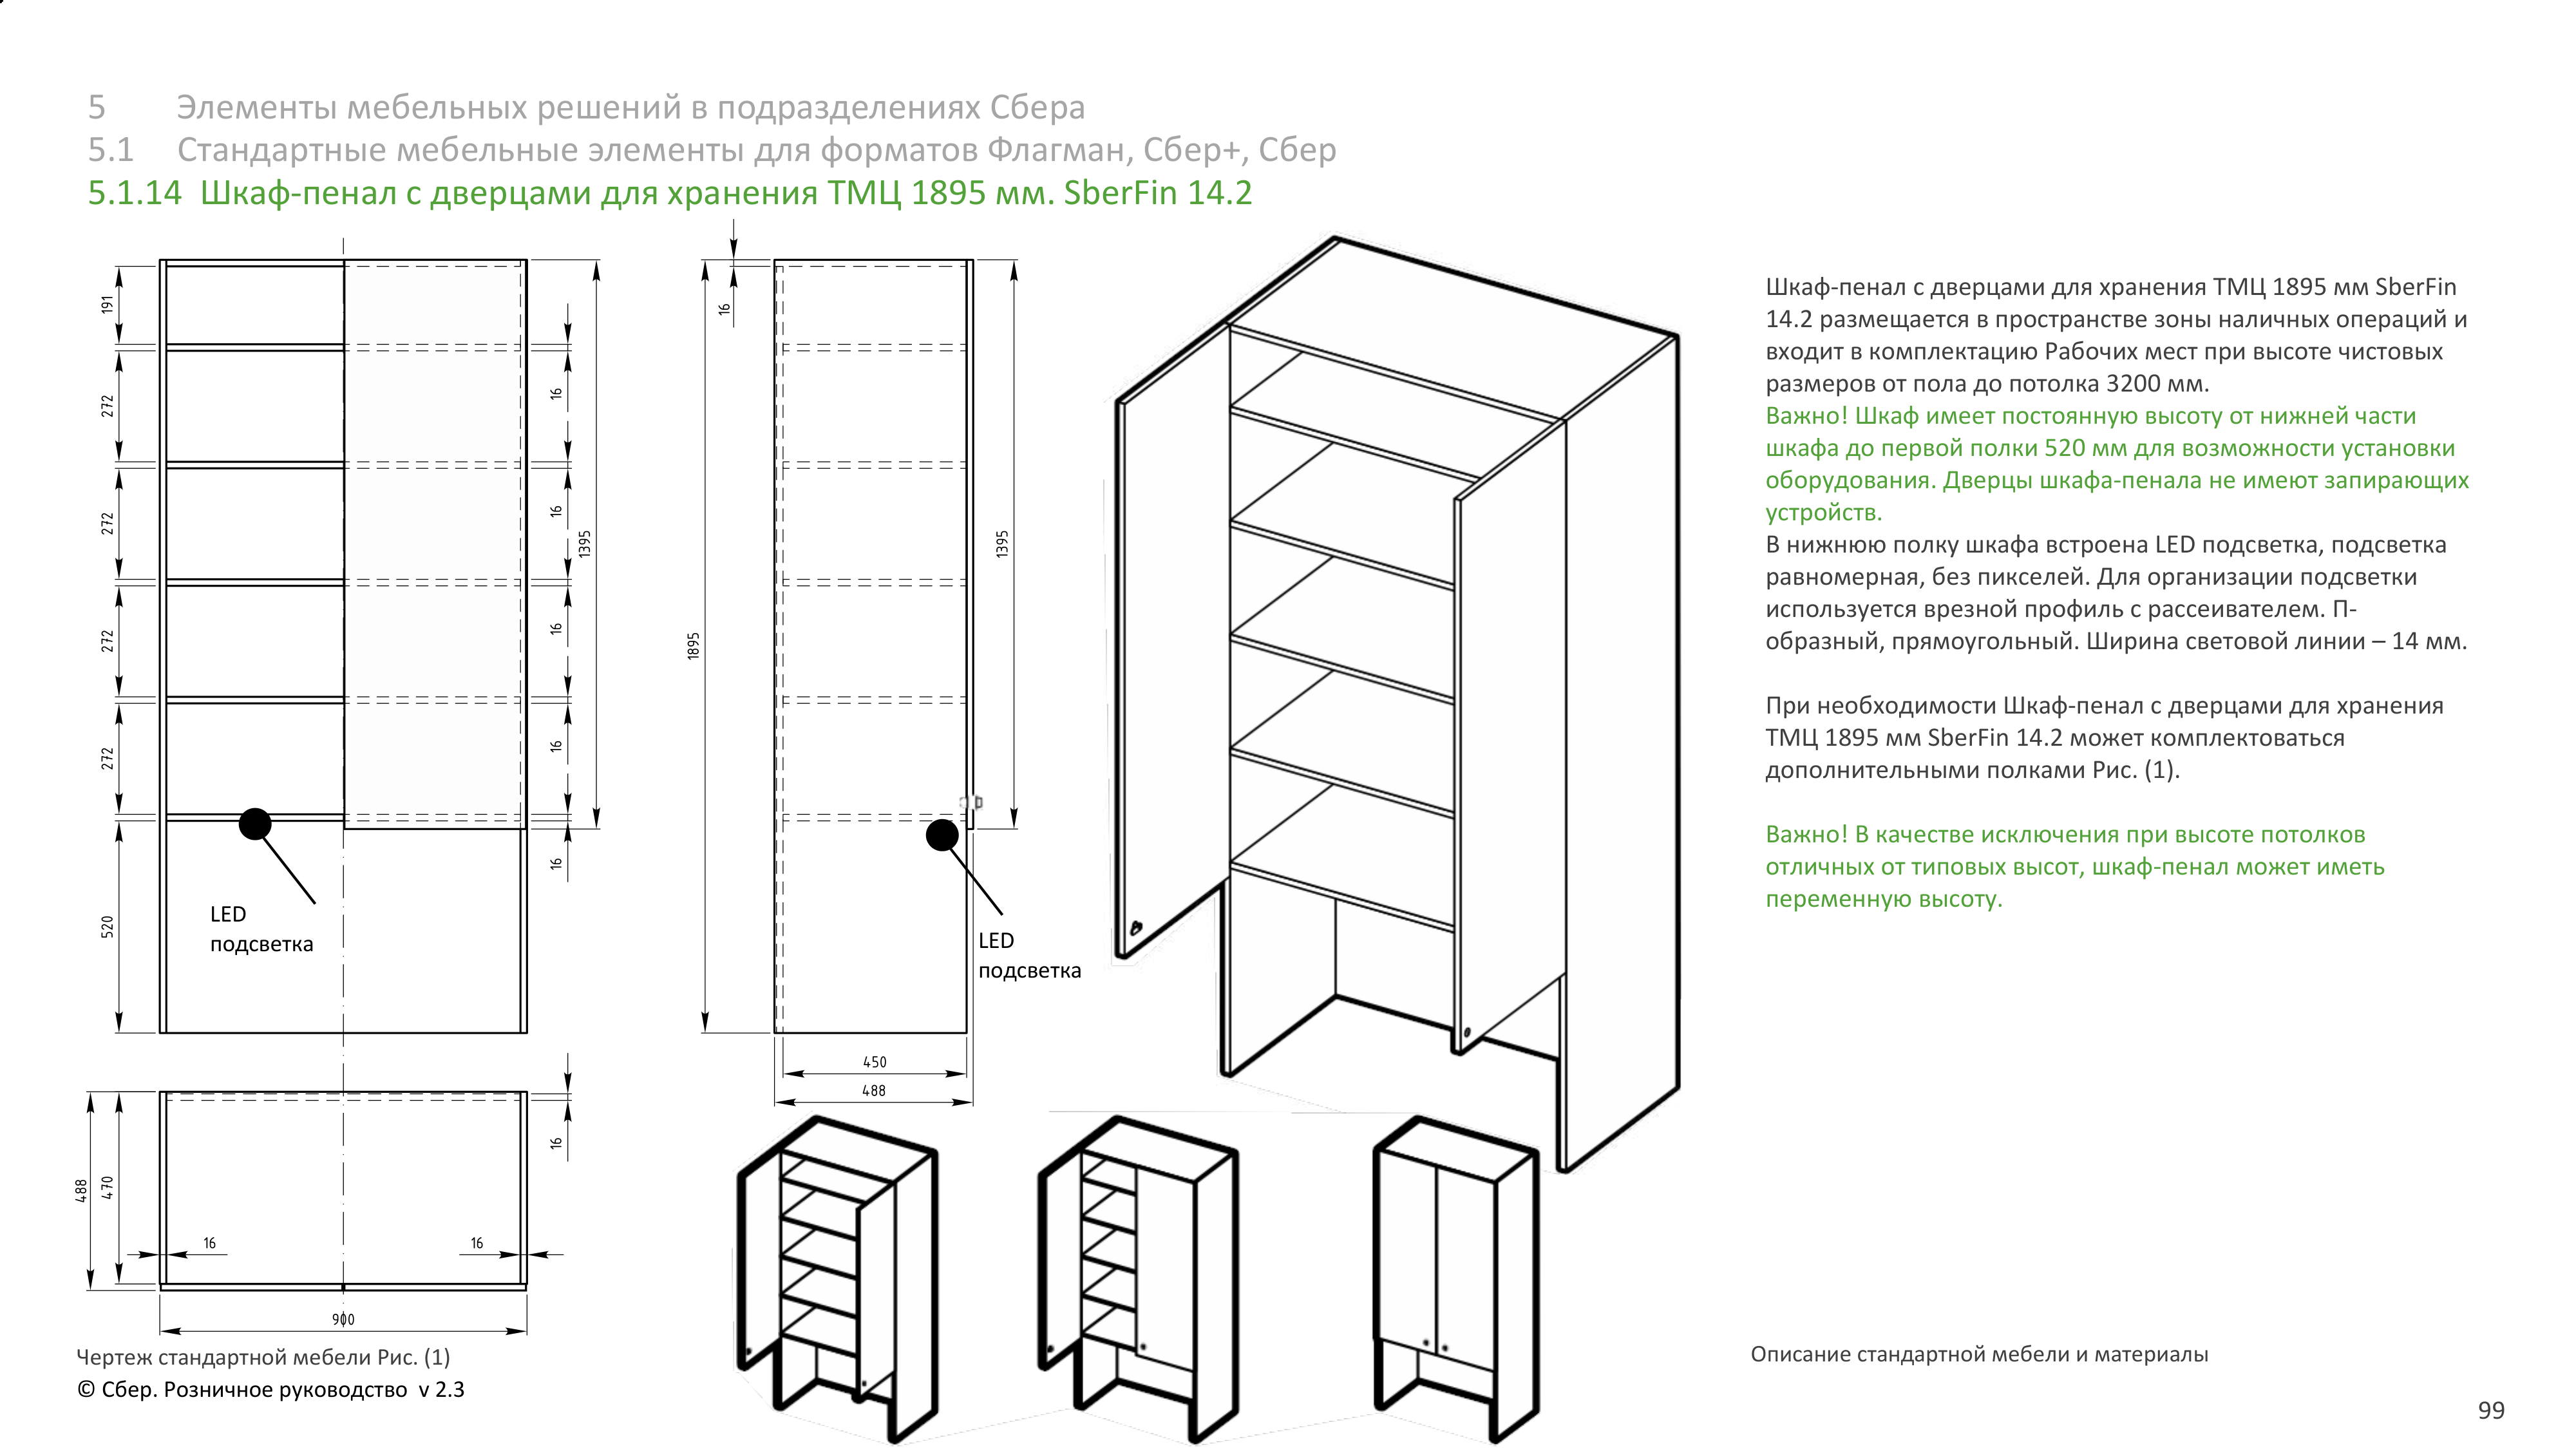 5 Элементы мебельных решений в подразделениях Сбера
5.1 Стандартные мебельные элементы для форматов Флагман, Сбер+, Сбер
5.1.14 Шкаф-пенал с дверцами для хранения ТМЦ 1895 мм. SberFin 14.2
191
272
272
272
272
520
16
16
16
16
16
1395
LED
подсветка
16
1895
1395
LED
подсветка
450
488
488
470
16
16
16
900
Шкаф-пенал с дверцами для хранения ТМЦ 1895 мм SberFin
14.2 размещается в пространстве зоны наличных операций и
входит в комплектацию Рабочих мест при высоте чистовых
размеров от пола до потолка 3200 мм.
Важно! Шкаф имеет постоянную высоту от нижней части
шкафа до первой полки 520 мм для возможности установки
оборудования. Дверцы шкафа-пенала не имеют запирающих
устройств.
В нижнюю полку шкафа встроена LED подсветка, подсветка
равномерная, без пикселей. Для организации подсветки
используется врезной профиль с рассеивателем. П-
образный, прямоугольный. Ширина световой линии – 14 мм.
При необходимости Шкаф-пенал с дверцами для хранения
ТМЦ 1895 мм SberFin 14.2 может комплектоваться
дополнительными полками Рис. (1).
Важно! В качестве исключения при высоте потолков
отличных от типовых высот, шкаф-пенал может иметь
переменную высоту.
Чертеж стандартной мебели Рис. (1)
© Сбер. Розничное руководство v 2.3
Описание стандартной мебели и материалы
99